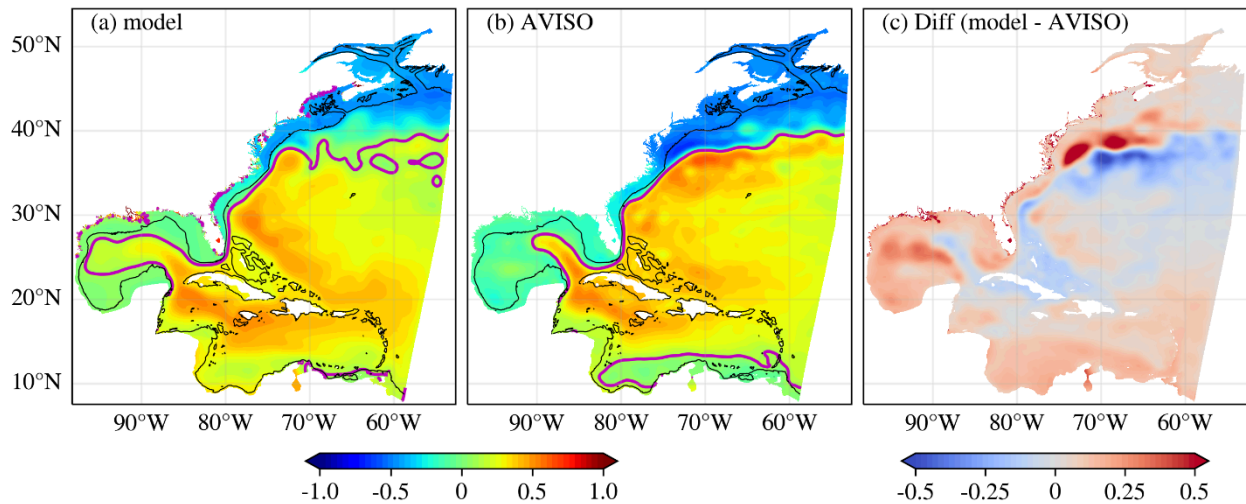 (a) model (b) AVISO (c) Diff (model - AVISO)
50°N
40°N
30°N
20°N
10°N
90°W 80°W 70°W 60°W 90°W 80°W 70°W 60°W 90°W 80°W 70°W 60°W
-1.0 -0.5 0 0.5 1.0 -0.5 -0.25 0 0.25 0.5